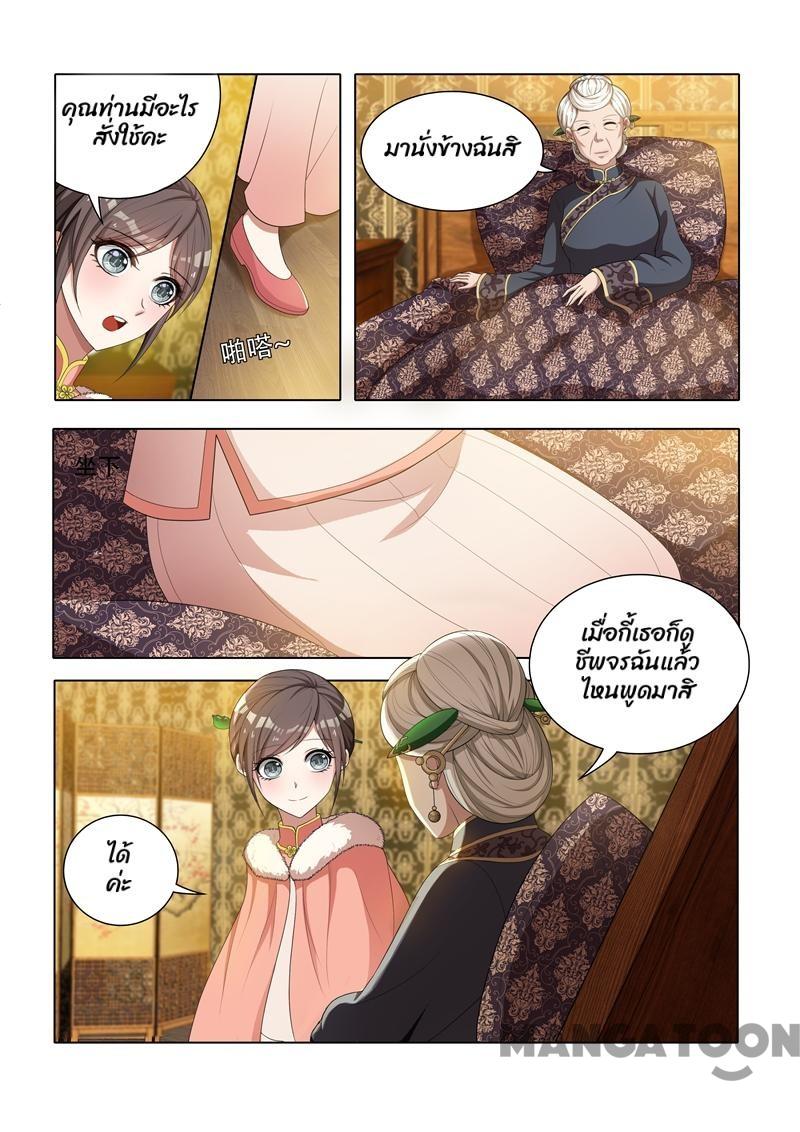 คุณท่านมีอะไร
สั่งใช้คะ
啪嗒~
มานั่งข้างฉันสิ
坐下
เมื่อกี้เธอก็ดู
ชีพจรฉันแล้ว
ไหนพูดมาสิ
ได้
ค่ะ
MANGATOON